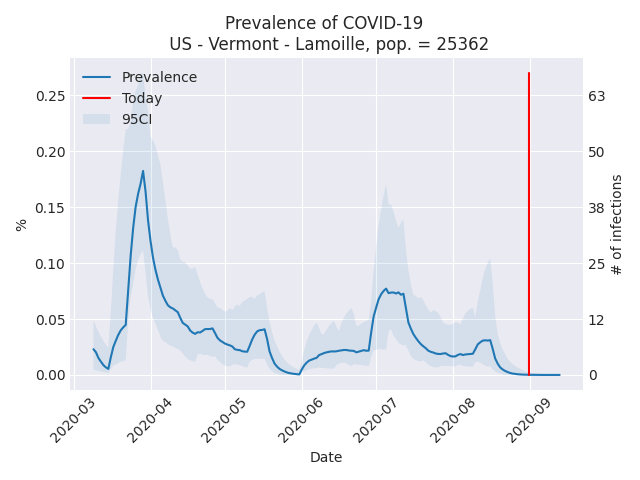 Prevalence of COVID-19
US - Vermont - Lamoille, pop. = 25362
Prevalence
Today
95CI
0.25
0.20
0.15
0.10
0.05
0.00
%
63
50
38
25
12
0
# of infections
2020-03
2020-04
2020-05
2020-06
2020-07
2020-08
2020-09
Date